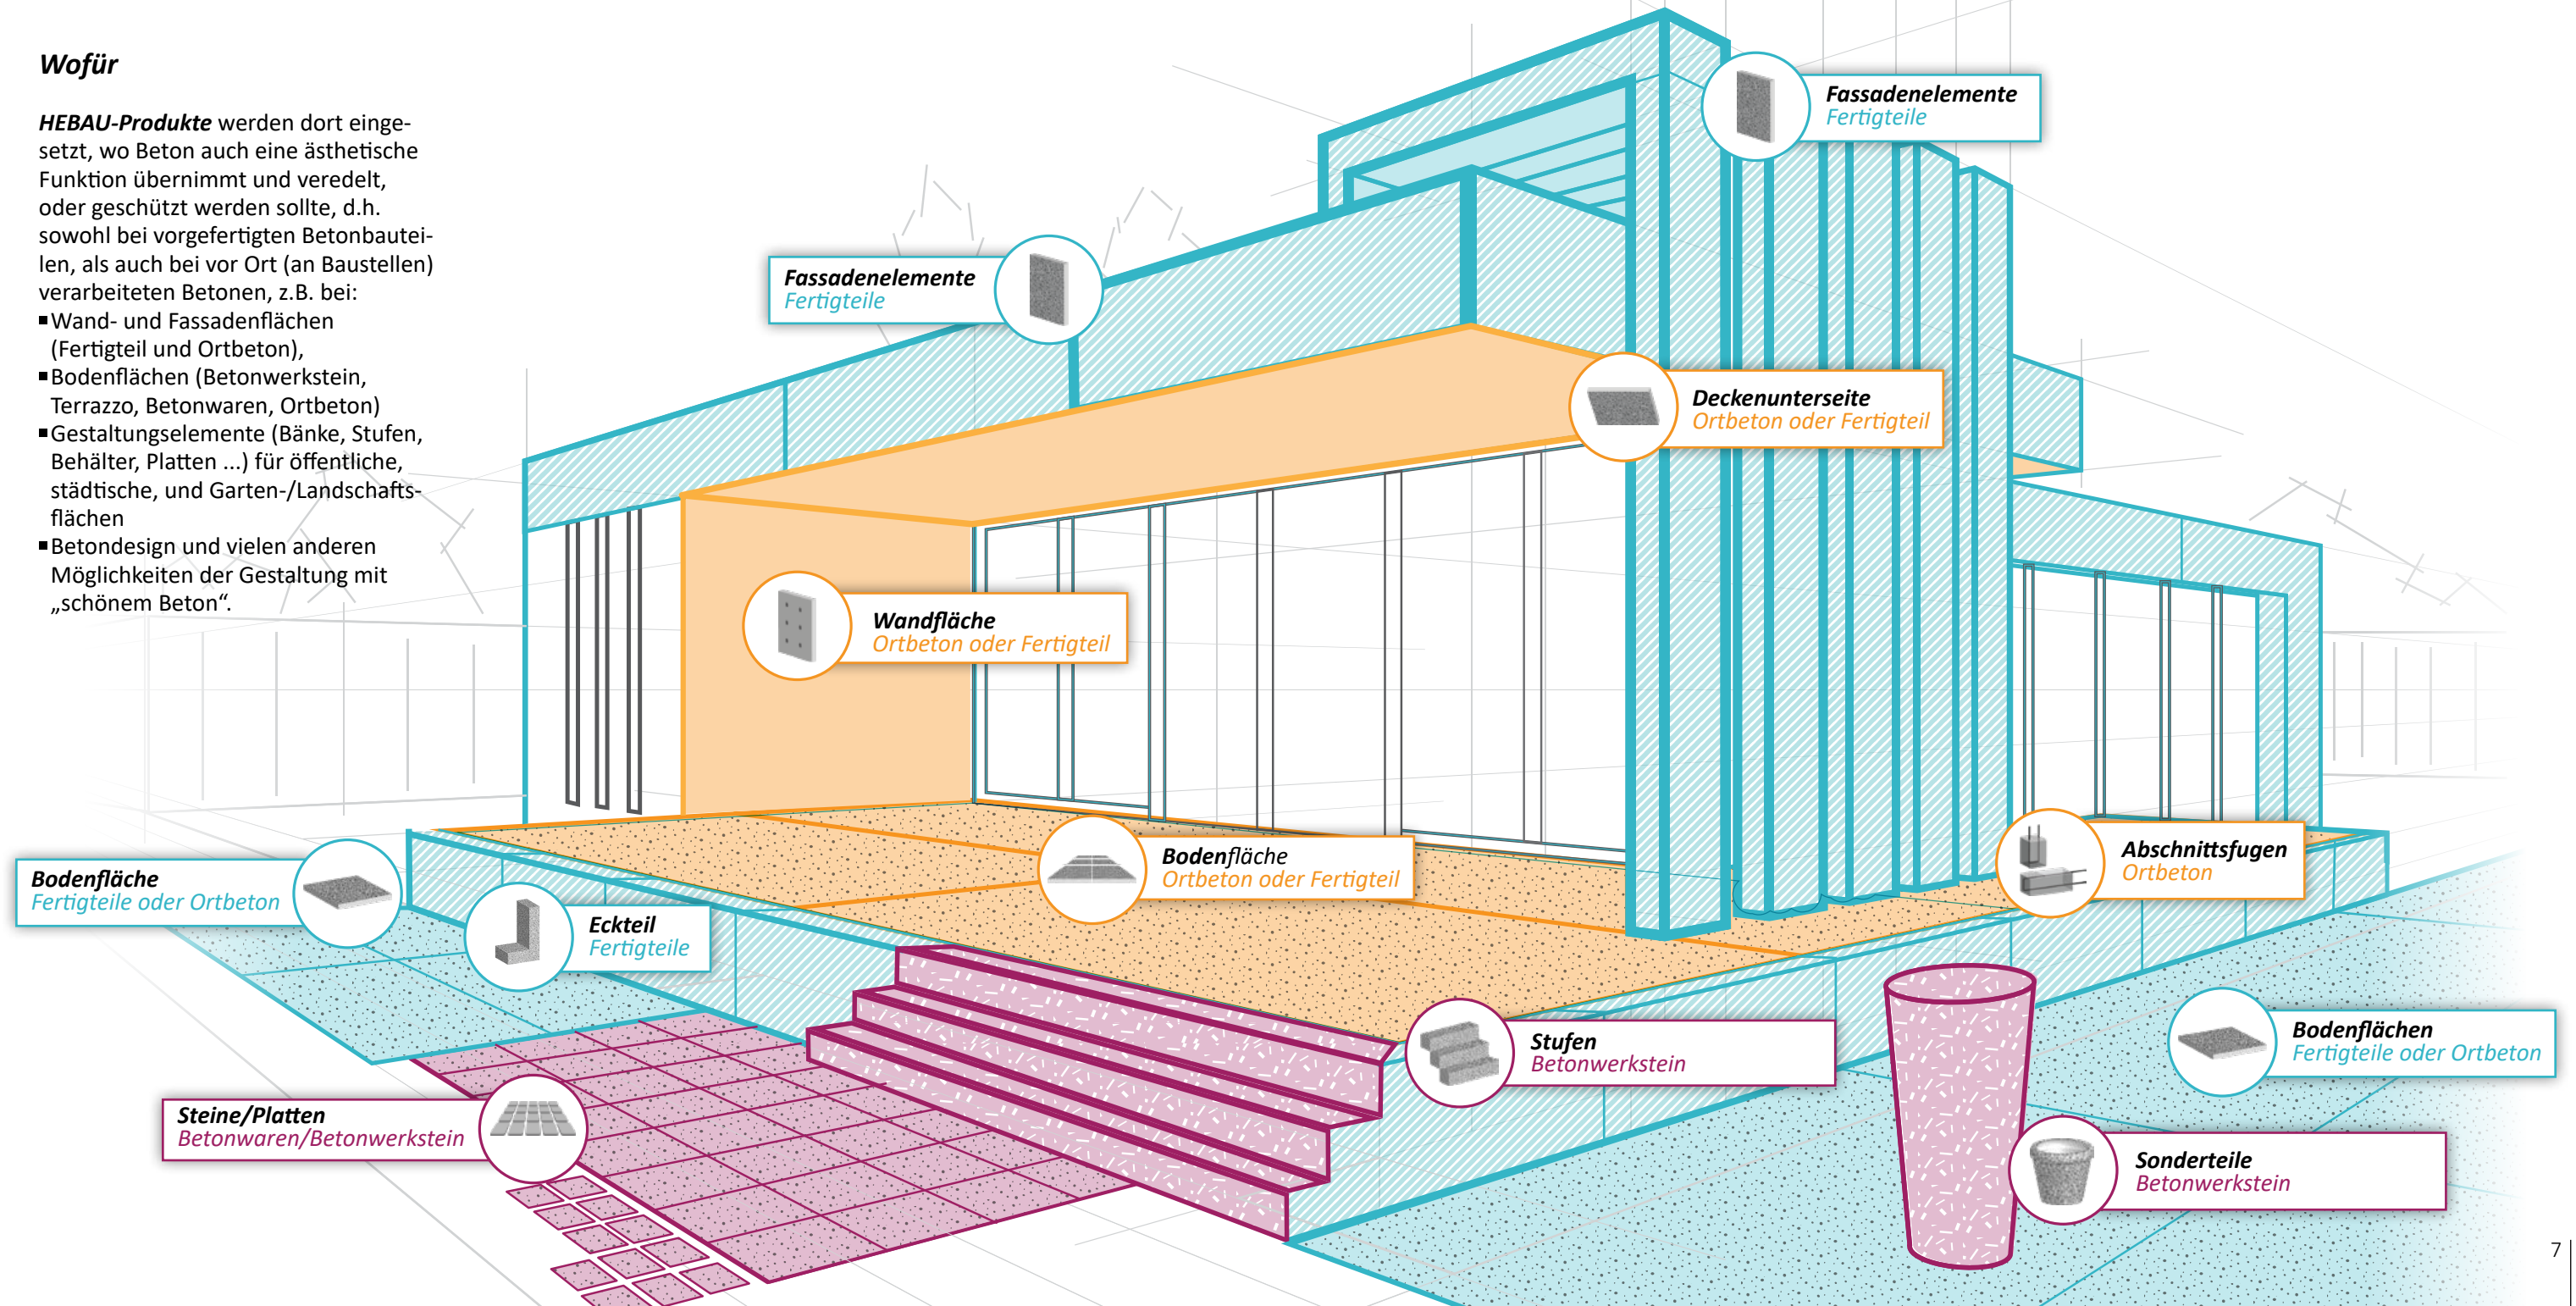 Wofür
HEBAU-Produkte werden dort einge-
setzt, wo Beton auch eine ästhetische
Funktion übernimmt und veredelt,
oder geschützt werden sollte, d.h.
sowohl bei vorgefertigten Betonbautei-
len, als auch bei vor Ort (an Baustellen)
verarbeiteten Betonen, z.B. bei:
▪Wand- und Fassadenflächen
(Fertigteil und Ortbeton),
▪Bodenflächen (Betonwerkstein,
Terrazzo, Betonwaren, Ortbeton)
▪Gestaltungselemente (Bänke, Stufen,
Behälter, Platten ...) für öffentliche,
städtische, und Garten-/Landschafts-
flächen
▪Betondesign und vielen anderen
Möglichkeiten der Gestaltung mit
„schönem Beton“.
Fassadenelemente
Fertigteile
Fassadenelemente
Fertigteile
Deckenunterseite
Ortbeton oder Fertigteil
Wandfläche
Ortbeton oder Fertigteil
Bodenfläche
Ortbeton oder Fertigteil
Abschnittsfugen
Ortbeton
Bodenfläche
Fertigteile oder Ortbeton
Eckteil
Fertigteile
Stufen
Betonwerkstein
Bodenflächen
Fertigteile oder Ortbeton
Steine/Platten
Betonwaren/Betonwerkstein
Sonderteile
Betonwerkstein
7